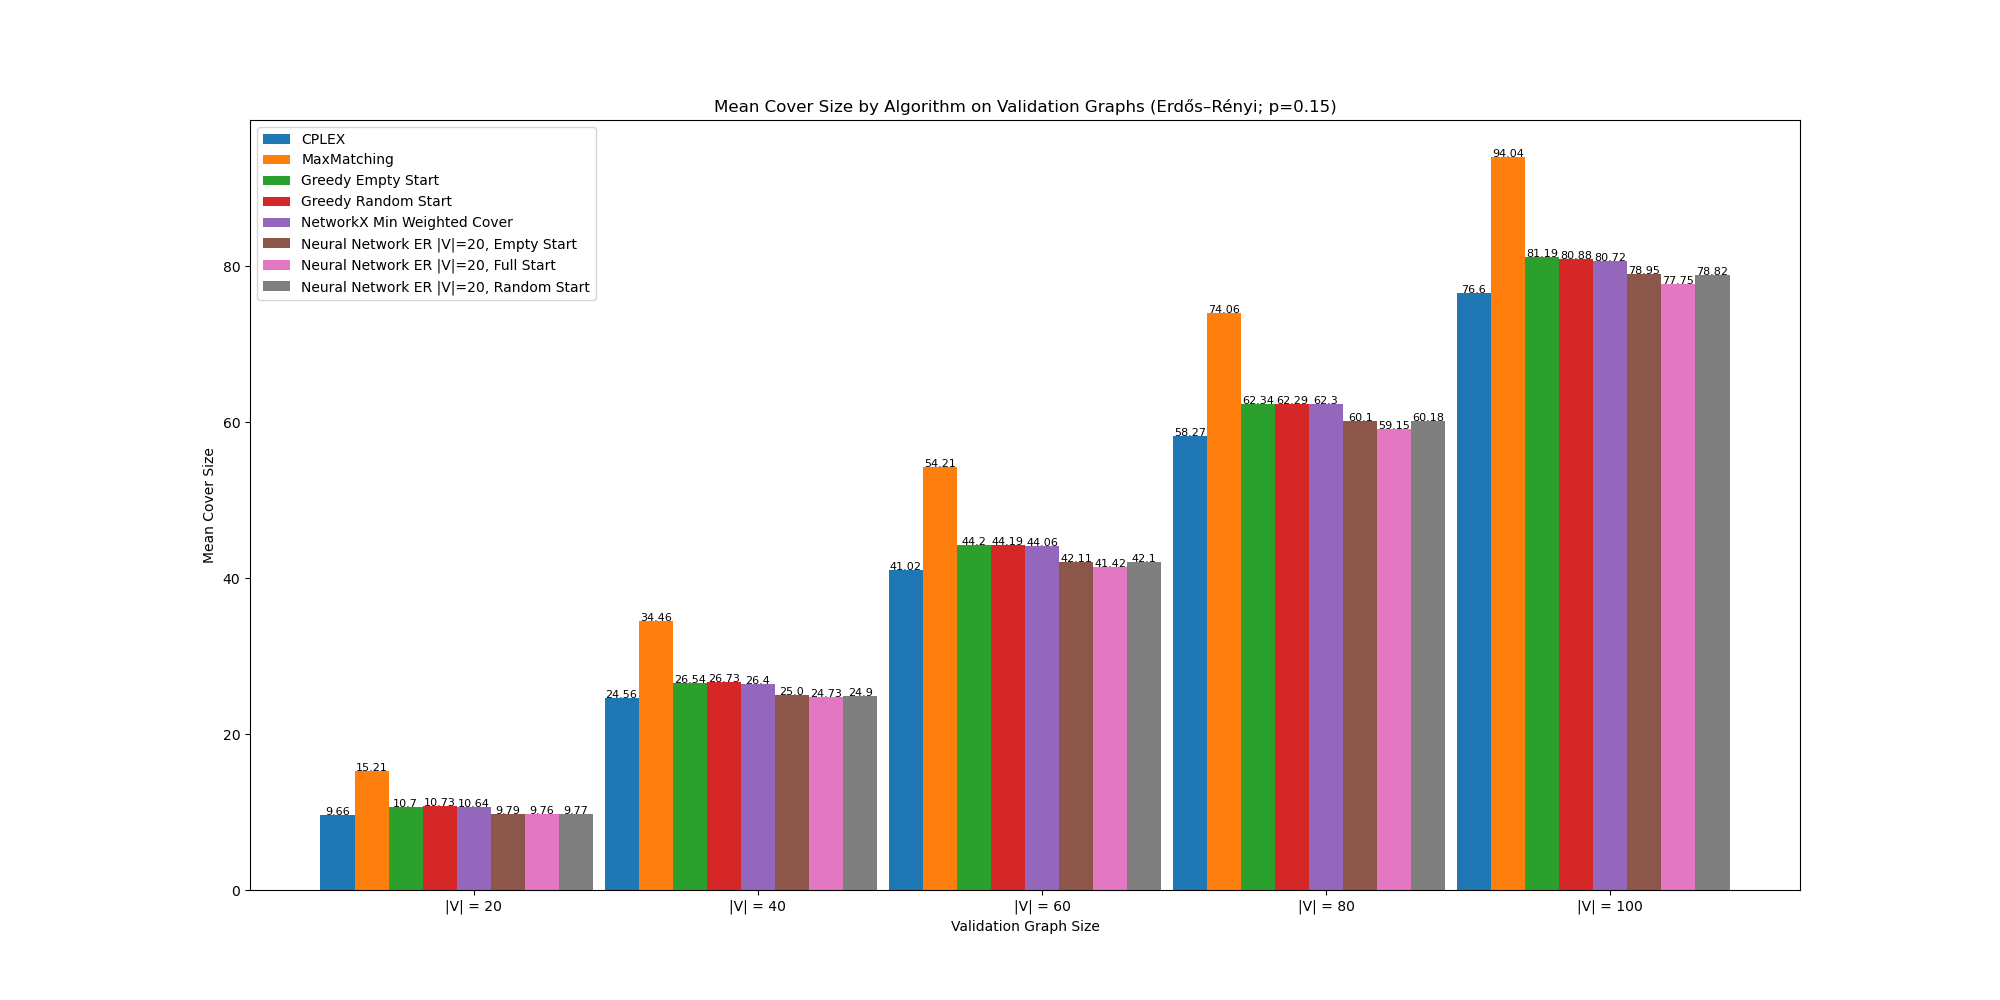 Mean Cover Size by Algorithm on Validation Graphs (Erdős–Rényi; p=0.15)
CPLEX
MaxMatching
Greedy Empty Start
Greedy Random Start
NetworkX Min Weighted Cover
Neural Network ER |V|=20, Empty Start
Neural Network ER |V|=20, Full Start
Neural Network ER |V|=20, Random Start
Mean Cover Size
80
60
40
20
0
9.66
15.21
10.7
10.73
10.64
9.79
9.76
9.77
24.56
34.46
26.54
26.73
26.4
25.0
24.73
24.9
41.02
54.21
44.2
44.19
44.06
42.11
41.42
42.1
58.27
74.06
62.34
62.29
62.3
60.1
59.15
60.18
76.6
94.04
81.19
80.88
80.72
78.95
77.75
78.82
|V| = 20
|V| = 40
|V| = 60
|V| = 80
|V| = 100
Validation Graph Size